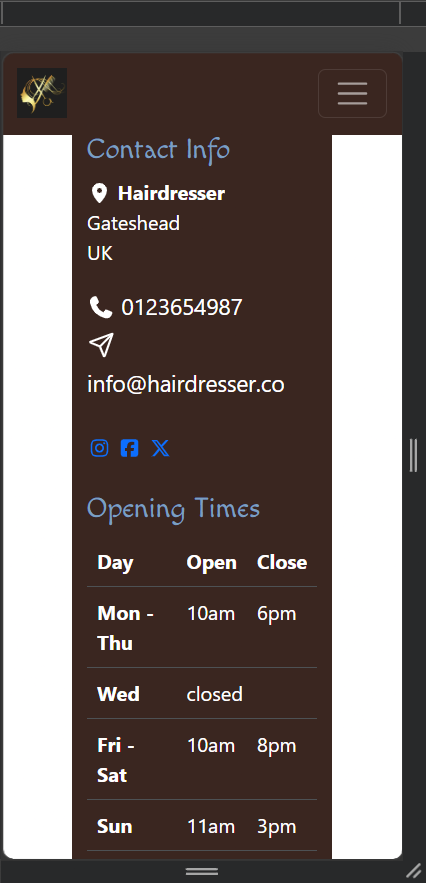 Contact Info
Hairdresser
Gateshead
UK
0123654987
info@hairdresser.co
Opening Times
Day Open Close
Mon - 10am 6pm
Thu
Wed closed
Fri - 10am 8pm
Sat
Sun 11am 3pm